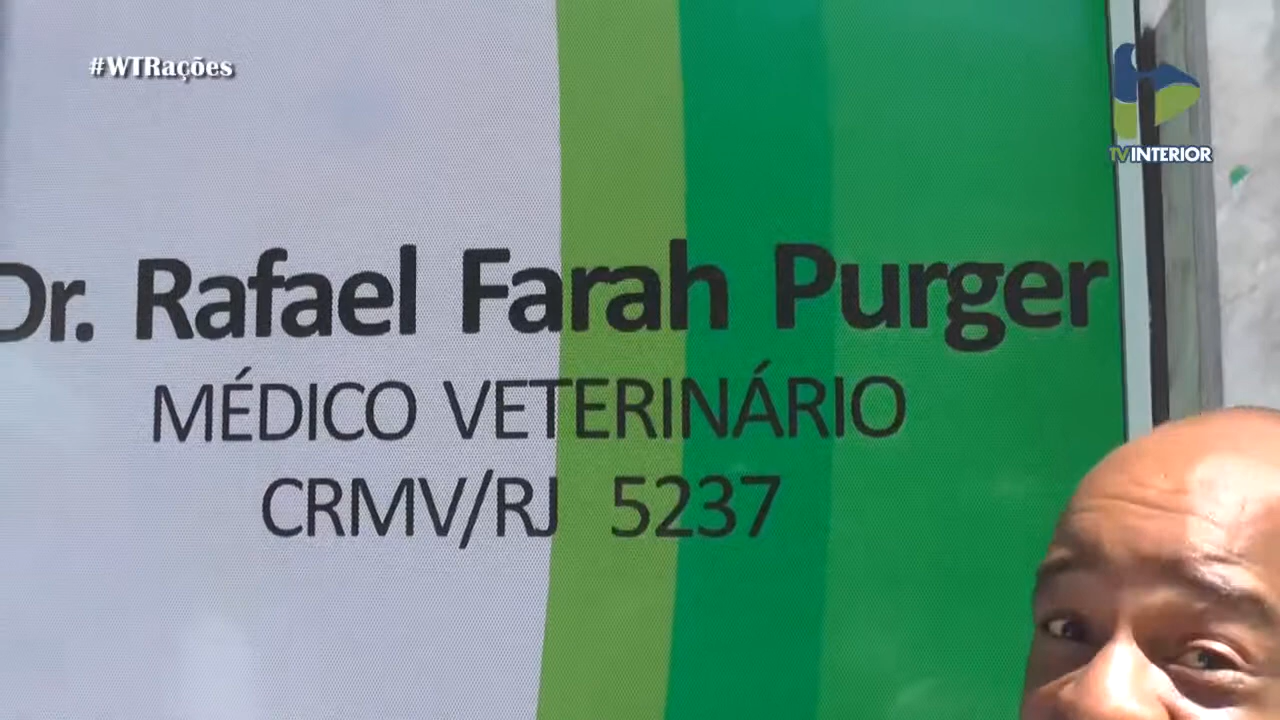 #WTRações
TV INTERIOR
Dr. Rafael Farah Purger
MÉDICO VETERINÁRIO
CRMV/RJ 5237